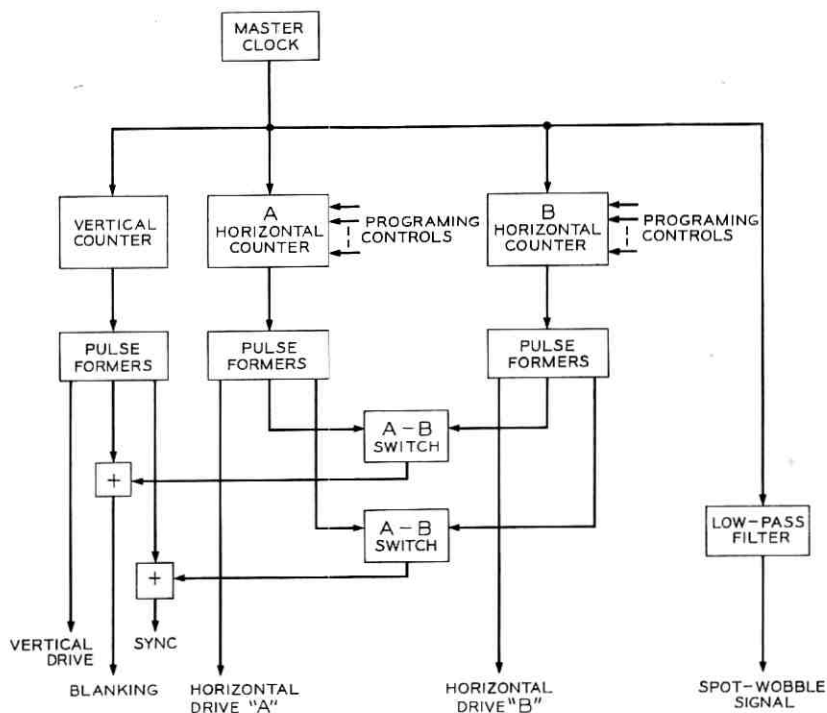 MASTER
CLOCK
VERTICAL
COUNTER
A
HORIZONTAL
COUNTER
PROGRAMING
CONTROLS
B
HORIZONTAL
COUNTER
PROGRAMING
CONTROLS
PULSE
FORMERS
PULSE
FORMERS
PULSE
FORMERS
A-B
SWITCH
+
A-B
SWITCH
LOW-PASS
FILTER
+
VERTICAL
DRIVE
SYNC
BLANKING
HORIZONTAL
DRIVE "A"
HORIZONTAL
DRIVE "B"
SPOT-WOBBLE
SIGNAL